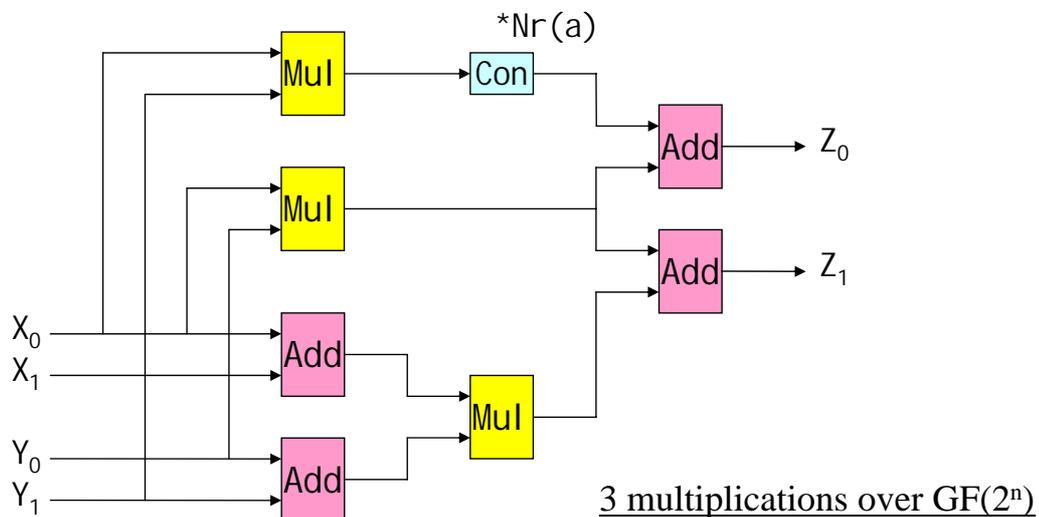 *Nr(a)
Mul
Con
Add
Z₀
Mul
Add
Z₁
X₀
Add
X₁
Mul
Y₀
Add
Y₁
3 multiplications over GF(2ⁿ)